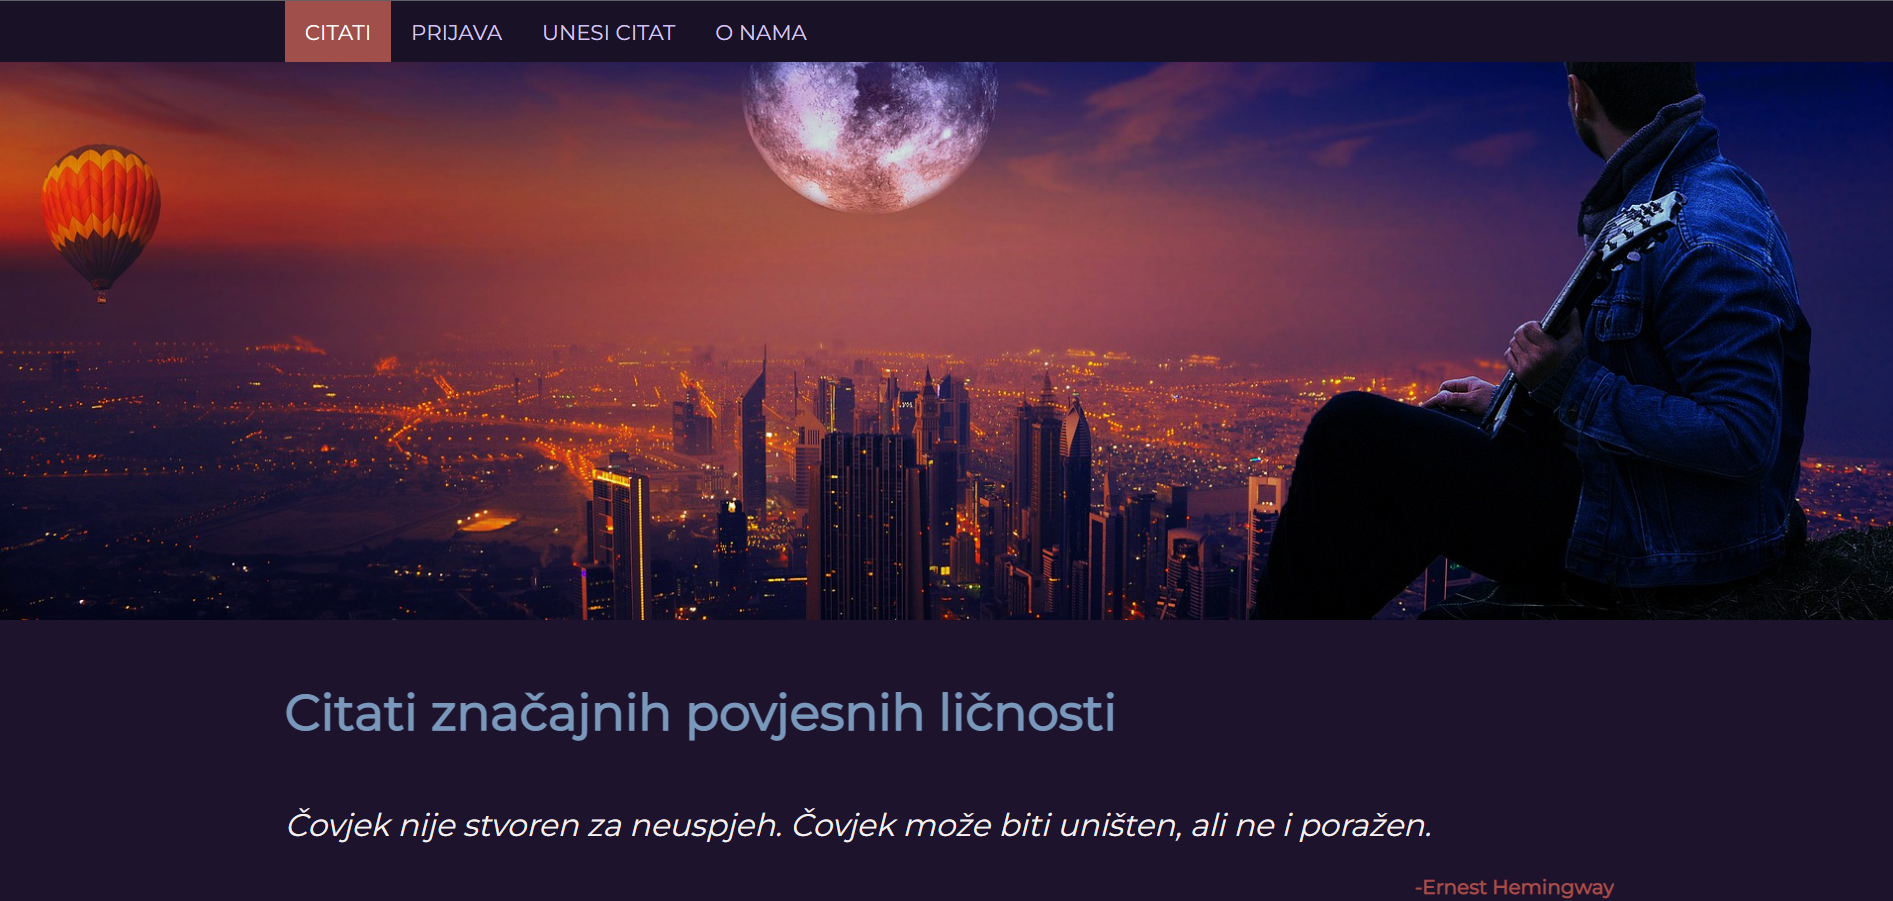 CITATI PRIJAVA UNESI CITAT O NAMA
Citati značajnih povjesnih ličnosti
Čovjek nije stvoren za neuspjeh. Čovjek može biti uništen, ali ne i poražen.
-Ernest Hemingway